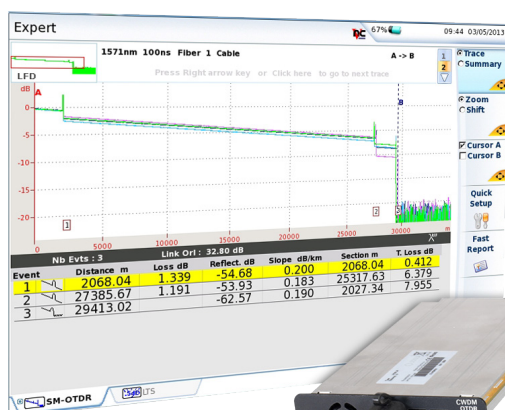 Expert
67%
09:44 03/05/2013
1571nm 100ns Fiber 1 Cable
A -> B
1
2
Trace
Summary
Press Right arrow key or Click here to go to next trace
LFD
dB
A
B
0
-5
-10
-15
-20
Zoom
Shift
Cursor A
Cursor B
Quick
Setup
Fast
Report
1
2
0
5000
10000
15000
20000
25000
30000
m
Nb Evts : 3
Link Orl : 32.80 dB
Event Distance m Loss dB Reflect. dB Slope dB/km Section m T. Loss dB
1 2068.04 1.339 -54.68 0.200 2068.04 0.412
2 27385.67 1.191 -53.93 0.183 25317.63 6.379
3 29413.02 -62.57 0.190 2027.34 7.955
SM-OTDR
LTS
CWDM
OTDR